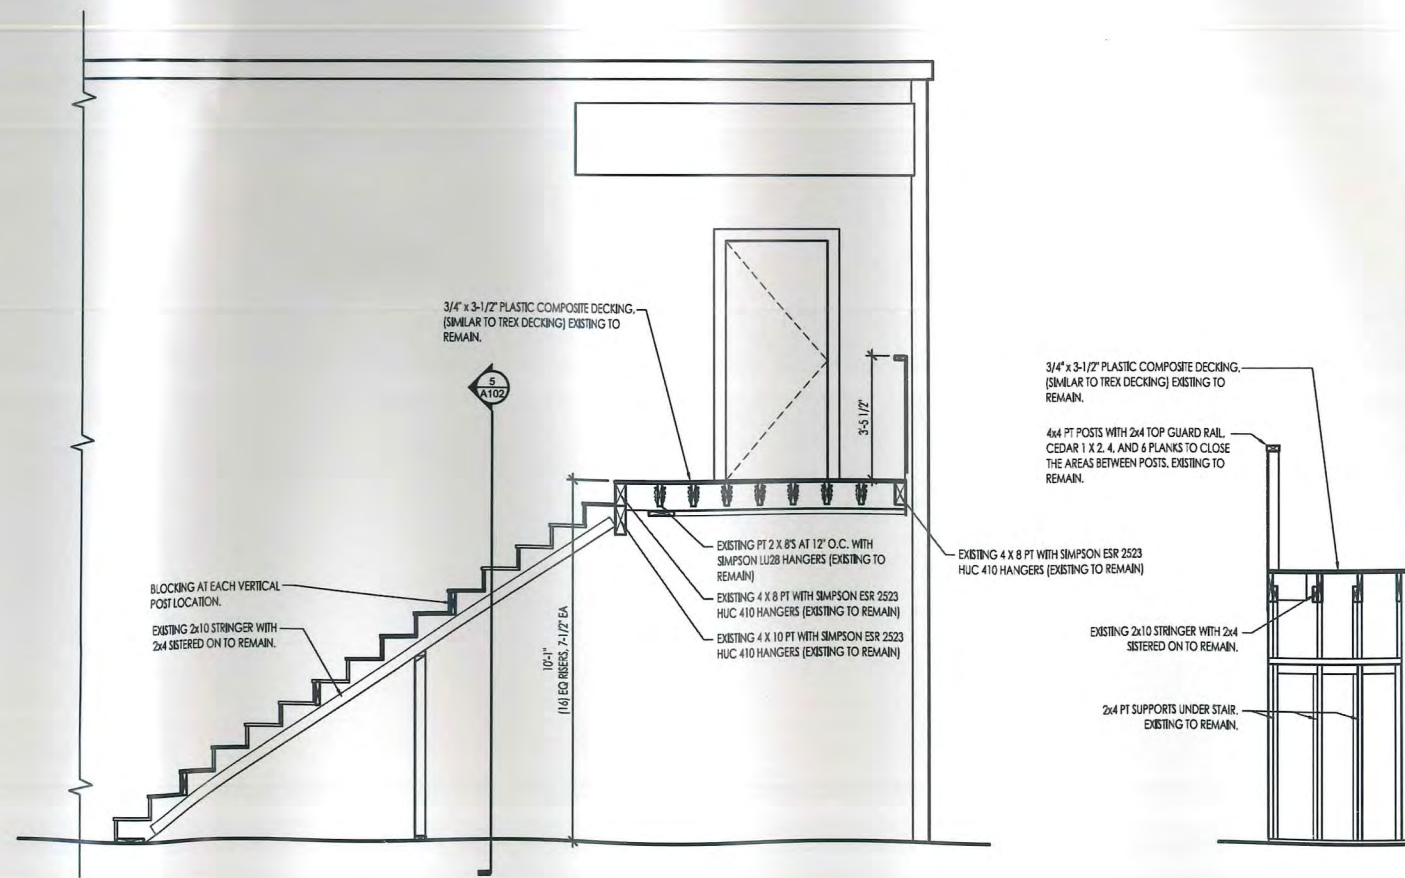 3/4" x 3-1/2" PLASTIC COMPOSITE DECKING,
(SIMILAR TO TREX DECKING) EXISTING TO
REMAIN.
5
A102
3'-5 1/2"
BLOCKING AT EACH VERTICAL
POST LOCATION.
EXISTING 2x10 STRINGER WITH
2x4 SISTERED ON TO REMAIN.
10'-1"
(16) EQ RISERS, 7-1/2" EA
EXISTING PT 2 X 8'S AT 12" O.C. WITH
SIMPSON LU28 HANGERS (EXISTING TO
REMAIN)
EXISTING 4 X 8 PT WITH SIMPSON ESR 2523
HUC 410 HANGERS (EXISTING TO REMAIN)
EXISTING 4 X 10 PT WITH SIMPSON ESR 2523
HUC 410 HANGERS (EXISTING TO REMAIN)
EXISTING 4 X 8 PT WITH SIMPSON ESR 2523
HUC 410 HANGERS (EXISTING TO REMAIN)
3/4" x 3-1/2" PLASTIC COMPOSITE DECKING,
(SIMILAR TO TREX DECKING) EXISTING TO
REMAIN.
4x4 PT POSTS WITH 2x4 TOP GUARD RAIL.
CEDAR 1 X 2, 4, AND 6 PLANKS TO CLOSE
THE AREAS BETWEEN POSTS. EXISTING TO
REMAIN.
EXISTING 2x10 STRINGER WITH 2x4
SISTERED ON TO REMAIN.
2x4 PT SUPPORTS UNDER STAIR.
EXISTING TO REMAIN.